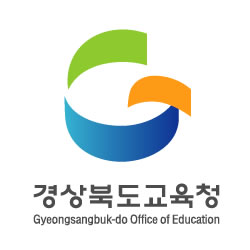 경상북도교육청
Gyeongsangbuk-do Office of Education